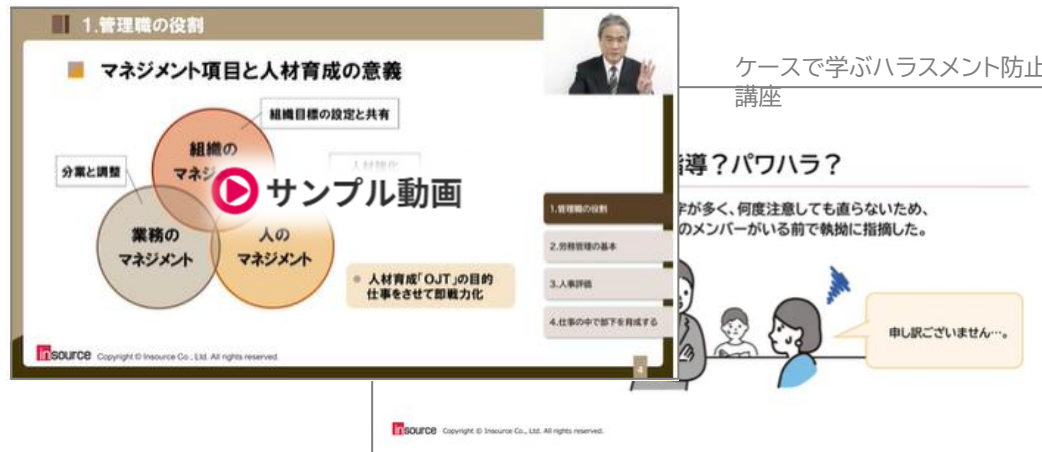 1.管理職の役割
マネジメント項目と人材育成の意義
組織目標の設定と共有
組織の
マネジ
分業と調整
人材強化
サンプル動画
業務の
マネジメント
人の
マネジメント
人材育成「OJT」の目的
仕事をさせて即戦力化
1.管理職の役割
2.労務管理の基本
3.人事評価
4.仕事の中で部下を育成する
insource Copyright © Insource Co., Ltd. All rights reserved.
4
ケースで学ぶハラスメント防止
講座
指導？パワハラ？
字が多く、何度注意しても直らないため、
のメンバーがいる前で執拗に指摘した。
申し訳ございません…。
insource Copyright © Insource Co., Ltd. All rights reserved.